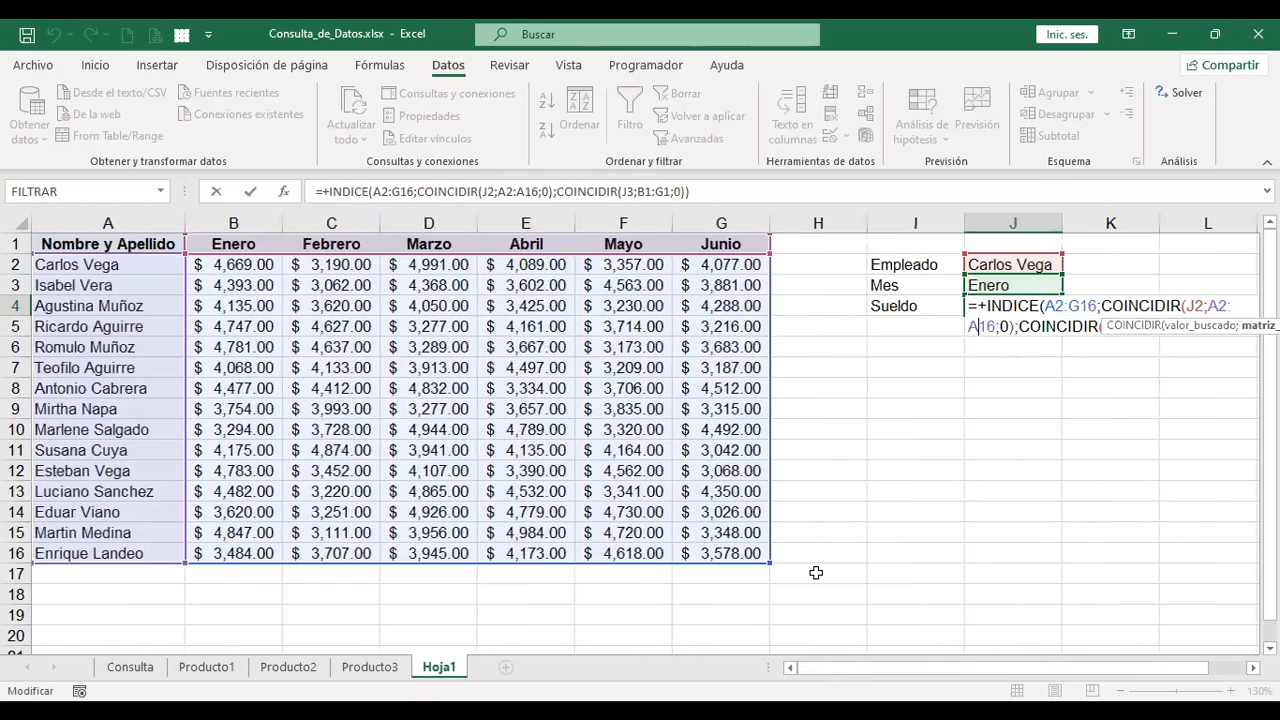 Consulta_de_Datos.xlsx - Excel
Buscar
Inic. ses.
Archivo Inicio Insertar Disposición de página Fórmulas Datos Revisar Vista Programador Ayuda
Compartir
Obtener datos
Desde el texto/CSV
De la web
From Table/Range
Fuentes recientes
Conexiones existentes
Obtener y transformar datos
Actualizar todo
Consultas y conexiones
Propiedades
Editar vínculos
Consultas y conexiones
Ordenar
Filtro
Borrar
Volver a aplicar
Avanzadas
Ordenar y filtrar
Texto en columnas
Herramientas de datos
Análisis de hipótesis
Previsión
Previsión
Agrupar
Desagrupar
Subtotal
Esquema
Solver
Análisis
FILTRAR
fx
=+INDICE(A2:G16;COINCIDIR(J2;A2:A16;0);COINCIDIR(J3;B1:G1;0))
A B C D E F G H I J K L
1 Nombre y Apellido Enero Febrero Marzo Abril Mayo Junio
2 Carlos Vega $ 4,669.00 $ 3,190.00 $ 4,991.00 $ 4,089.00 $ 3,357.00 $ 4,077.00 Empleado Carlos Vega
3 Isabel Vera $ 4,393.00 $ 3,062.00 $ 4,368.00 $ 3,602.00 $ 4,563.00 $ 3,881.00 Mes Enero
4 Agustina Muñoz $ 4,135.00 $ 3,620.00 $ 4,050.00 $ 3,425.00 $ 3,230.00 $ 4,288.00 Sueldo =+INDICE(A2:G16;COINCIDIR(J2;A2:
5 Ricardo Aguirre $ 4,747.00 $ 4,627.00 $ 3,277.00 $ 4,161.00 $ 3,714.00 $ 3,216.00 A16;0);COINCIDIR( COINCIDIR(valor_buscado; matriz_
6 Romulo Muñoz $ 4,781.00 $ 4,637.00 $ 3,289.00 $ 3,667.00 $ 3,173.00 $ 3,683.00
7 Teofilo Aguirre $ 4,068.00 $ 4,133.00 $ 3,913.00 $ 4,497.00 $ 3,209.00 $ 3,187.00
8 Antonio Cabrera $ 4,477.00 $ 4,412.00 $ 4,832.00 $ 3,334.00 $ 3,706.00 $ 4,512.00
9 Mirtha Napa $ 3,754.00 $ 3,993.00 $ 3,277.00 $ 3,657.00 $ 3,835.00 $ 3,315.00
10 Marlene Salgado $ 3,294.00 $ 3,728.00 $ 4,944.00 $ 4,789.00 $ 3,320.00 $ 4,492.00
11 Susana Cuya $ 4,175.00 $ 4,874.00 $ 3,941.00 $ 4,135.00 $ 4,164.00 $ 3,042.00
12 Esteban Vega $ 4,783.00 $ 3,452.00 $ 4,107.00 $ 3,390.00 $ 4,562.00 $ 3,068.00
13 Luciano Sanchez $ 4,482.00 $ 3,220.00 $ 4,865.00 $ 4,532.00 $ 3,341.00 $ 4,350.00
14 Eduar Viano $ 3,620.00 $ 3,251.00 $ 4,926.00 $ 4,779.00 $ 4,730.00 $ 3,026.00
15 Martin Medina $ 4,847.00 $ 3,111.00 $ 3,956.00 $ 4,984.00 $ 4,720.00 $ 3,348.00
16 Enrique Landeo $ 3,484.00 $ 3,707.00 $ 3,945.00 $ 4,173.00 $ 4,618.00 $ 3,578.00
17
18
19
20
Consulta Producto1 Producto2 Producto3 Hoja1
Modificar
130%